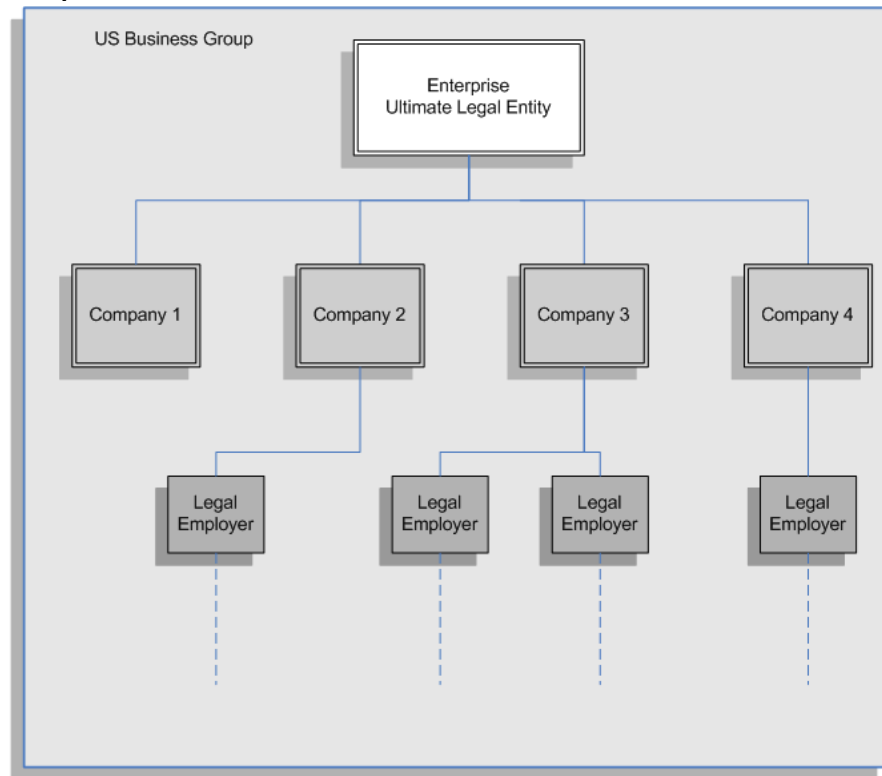 US Business Group
Enterprise
Ultimate Legal Entity
Company 1
Company 2
Company 3
Company 4
Legal
Employer
Legal
Employer
Legal
Employer
Legal
Employer